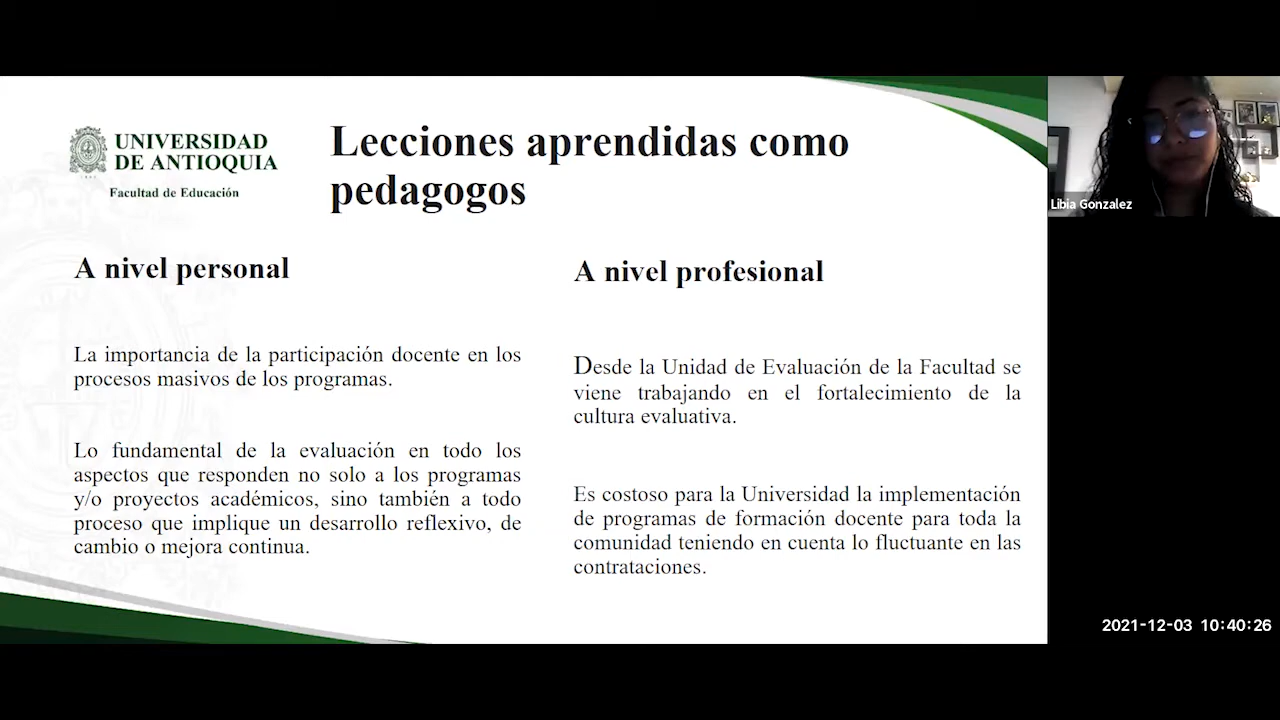 UNIVERSIDAD
DE ANTIOQUIA
Facultad de Educación
Lecciones aprendidas como
pedagogos
A nivel personal
La importancia de la participación docente en los
procesos masivos de los programas.
Lo fundamental de la evaluación en todo los
aspectos que responden no solo a los programas
y/o proyectos académicos, sino también a todo
proceso que implique un desarrollo reflexivo, de
cambio o mejora continua.
A nivel profesional
Desde la Unidad de Evaluación de la Facultad se
viene trabajando en el fortalecimiento de la
cultura evaluativa.
Es costoso para la Universidad la implementación
de programas de formación docente para toda la
comunidad teniendo en cuenta lo fluctuante en las
contrataciones.
Libia Gonzalez
2021-12-03 10:40:26